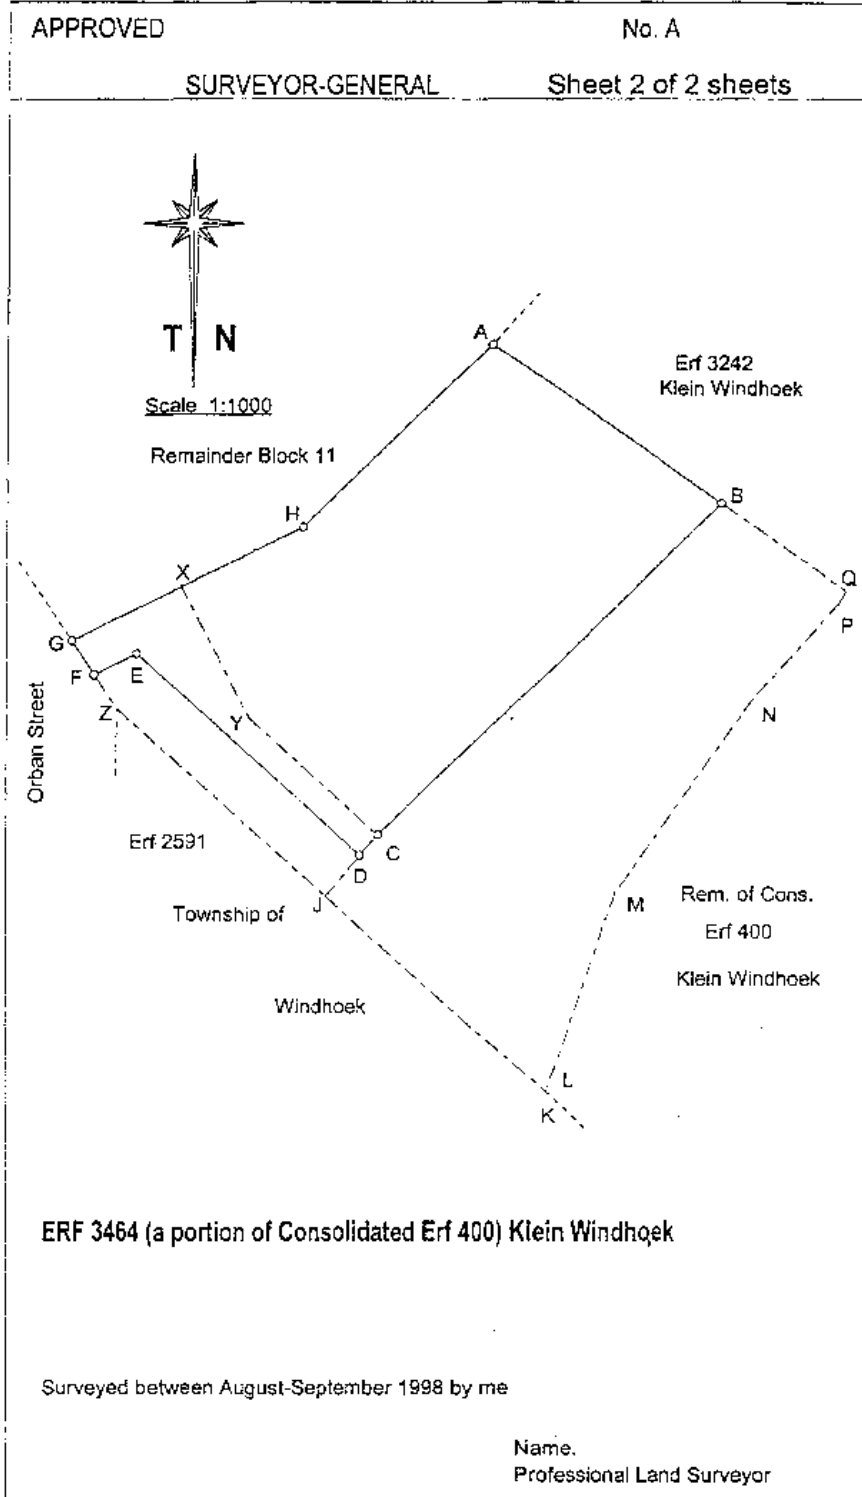 APPROVED No. A
SURVEYOR-GENERAL Sheet 2 of 2 sheets
T N
Scale 1:1000
Remainder Block 11
A
Erf 3242
Klein Windhoek
B
H
X
Q
P
G
F
E
Z
Y
N
Orban Street
Erf 2591
C
D
J
M
Township of
Rem. of Cons.
Erf 400
Klein Windhoek
Windhoek
L
K
ERF 3464 (a portion of Consolidated Erf 400) Klein Windhoek
Surveyed between August-September 1998 by me
Name.
Professional Land Surveyor